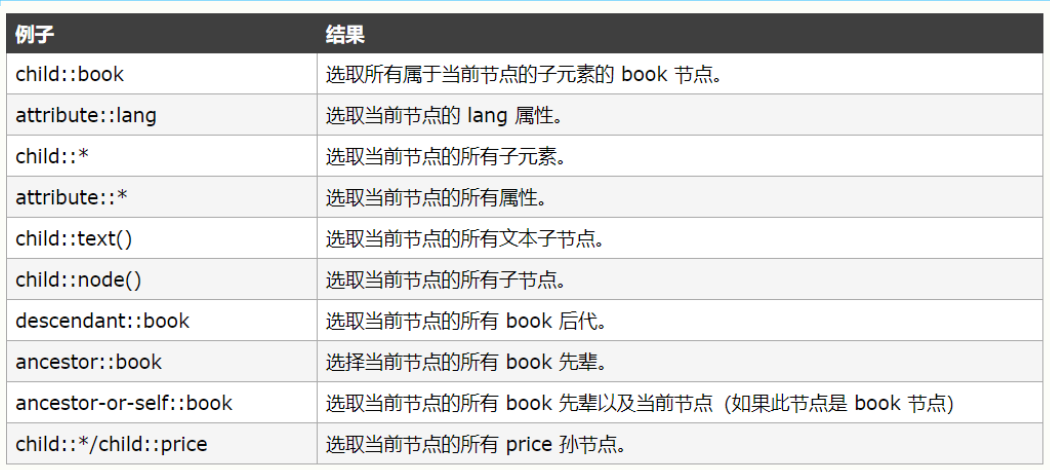 例子 结果
child::book 选取所有属于当前节点的子元素的 book 节点。
attribute::lang 选取当前节点的 lang 属性。
child::* 选取当前节点的所有子元素。
attribute::* 选取当前节点的所有属性。
child::text() 选取当前节点的所有文本子节点。
child::node() 选取当前节点的所有子节点。
descendant::book 选取当前节点的所有 book 后代。
ancestor::book 选择当前节点的所有 book 先辈。
ancestor-or-self::book 选取当前节点的所有 book 先辈以及当前节点（如果此节点是 book 节点）
child::*/child::price 选取当前节点的所有 price 孙节点。